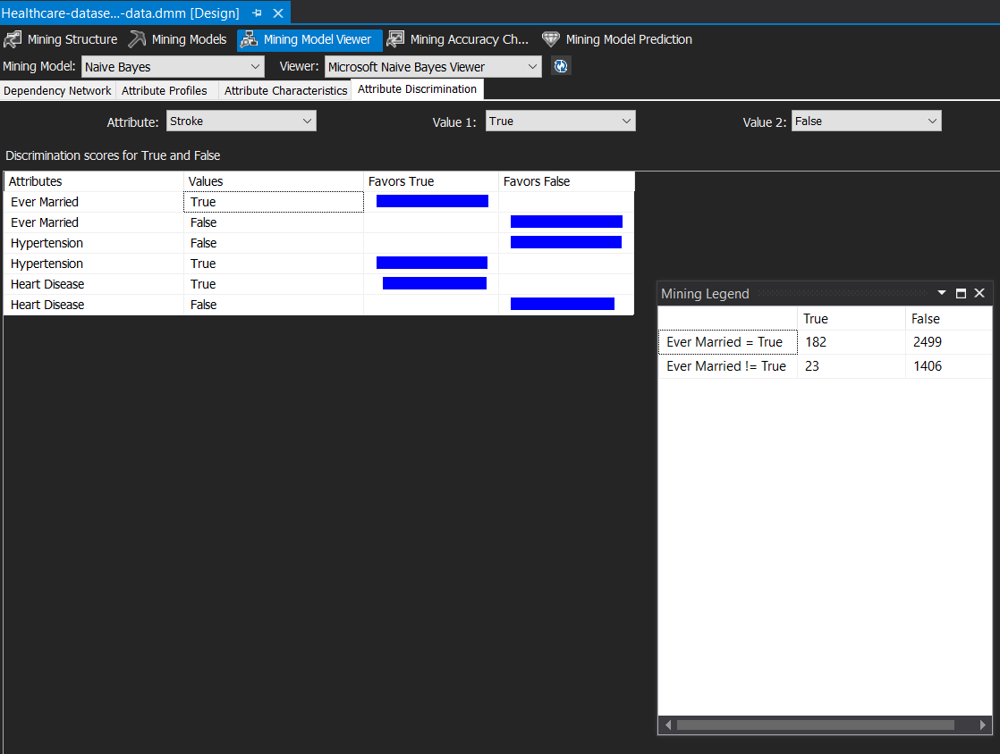 Healthcare-datase...-data.dmm [Design]
Mining Structure Mining Models Mining Model Viewer Mining Accuracy Ch... Mining Model Prediction
Mining Model: Naive Bayes Viewer: Microsoft Naive Bayes Viewer
Dependency Network Attribute Profiles Attribute Characteristics Attribute Discrimination
Attribute: Stroke Value 1: True Value 2: False
Discrimination scores for True and False
Attributes Values Favors True Favors False
Ever Married True
Ever Married False
Hypertension False
Hypertension True
Heart Disease True
Heart Disease False
Mining Legend
True False
Ever Married = True 182 2499
Ever Married != True 23 1406